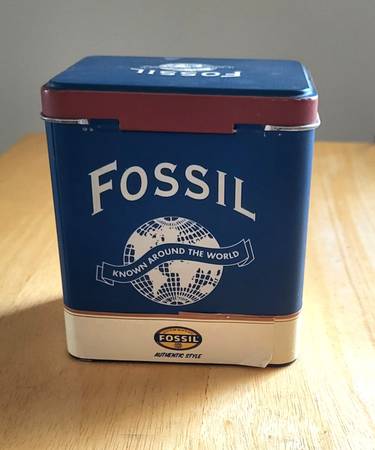 FOSSIL
FOSSIL
KNOWN AROUND THE WORLD
FOSSIL
AUTHENTIC STYLE